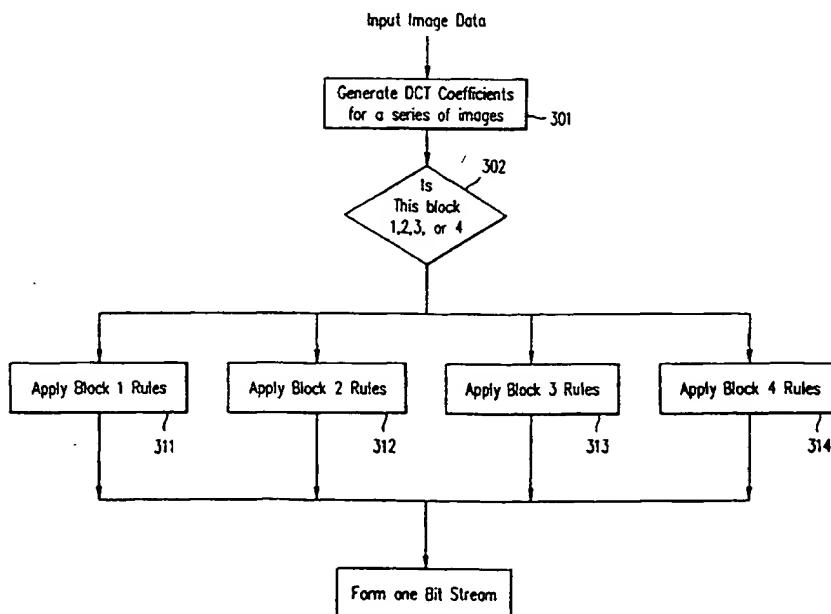 Input Image Data
Generate DCT Coefficients
for a series of images
301
302
Is
This block
1,2,3, or 4
Apply Block 1 Rules
Apply Block 2 Rules
Apply Block 3 Rules
Apply Block 4 Rules
311
312
313
314
Form one Bit Stream